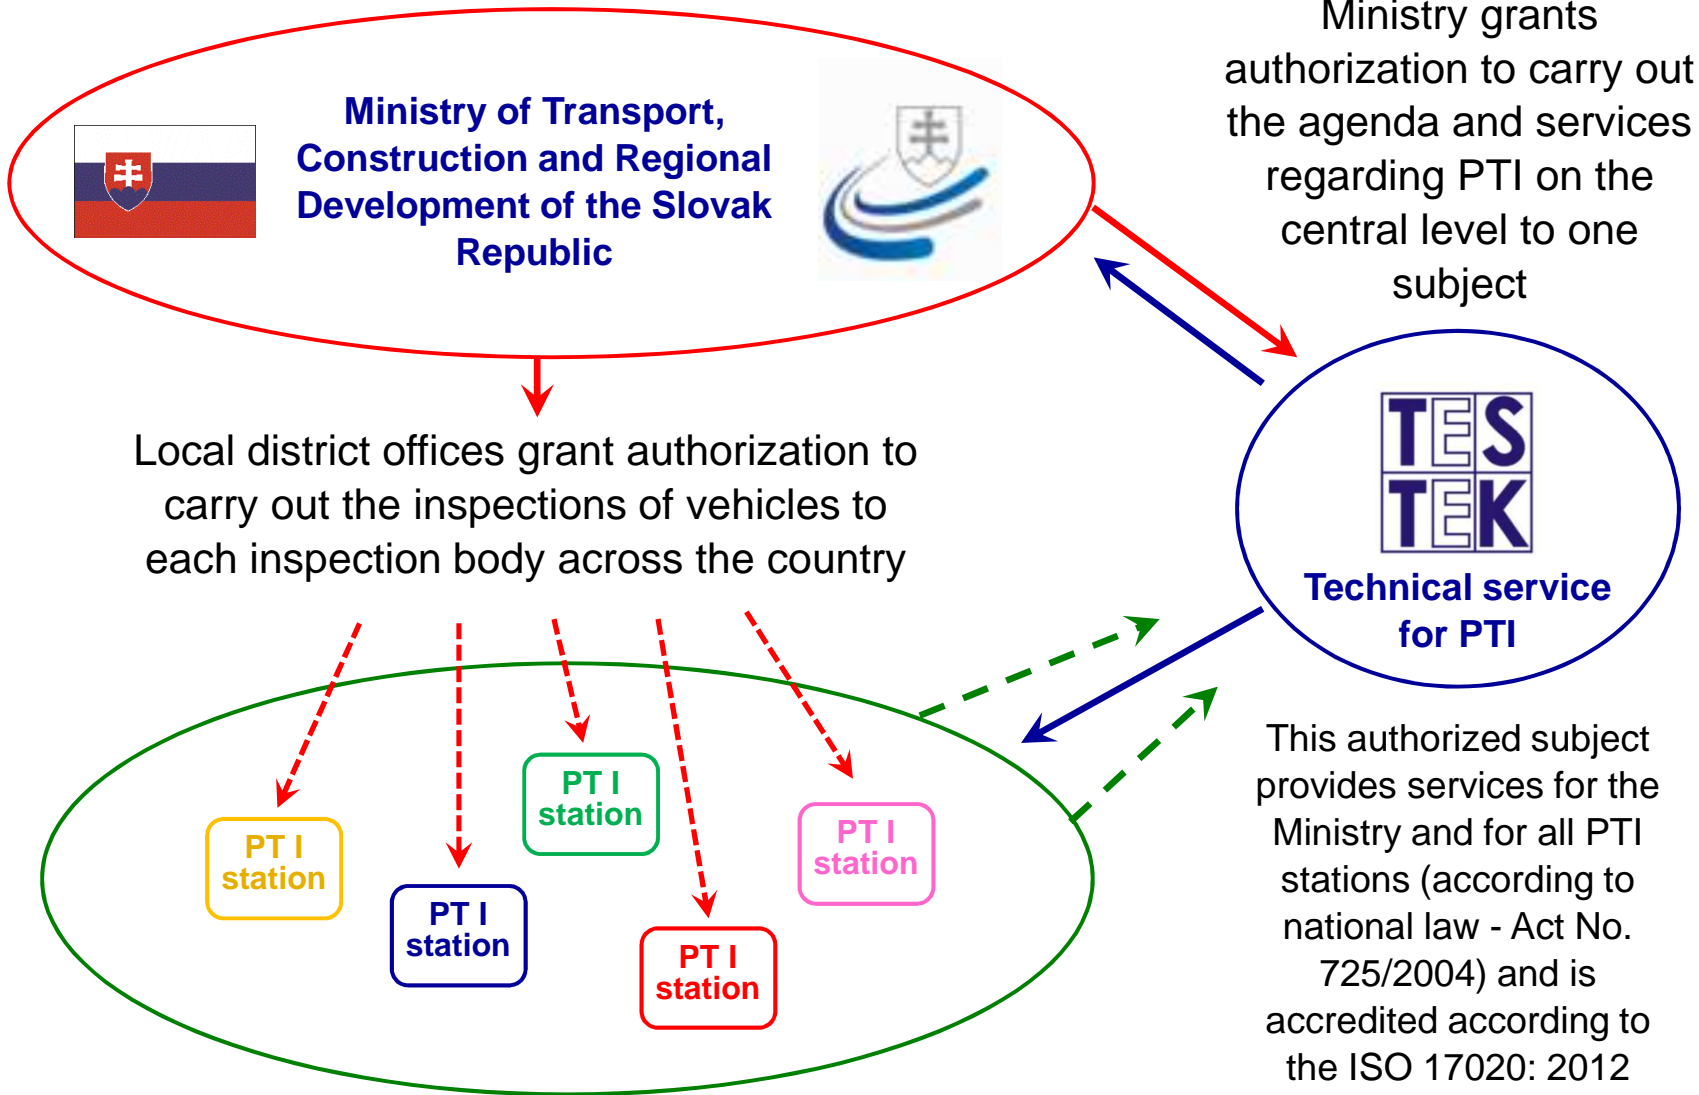 Ministry grants
authorization to carry out
the agenda and services
regarding PTI on the
central level to one
subject
Ministry of Transport,
Construction and Regional
Development of the Slovak
Republic
Local district offices grant authorization to
carry out the inspections of vehicles to
each inspection body across the country
TES
TEK
Technical service
for PTI
PT I
station
PT I
station
PT I
station
PT I
station
PT I
station
This authorized subject
provides services for the
Ministry and for all PTI
stations (according to
national law - Act No.
725/2004) and is
accredited according to
the ISO 17020: 2012